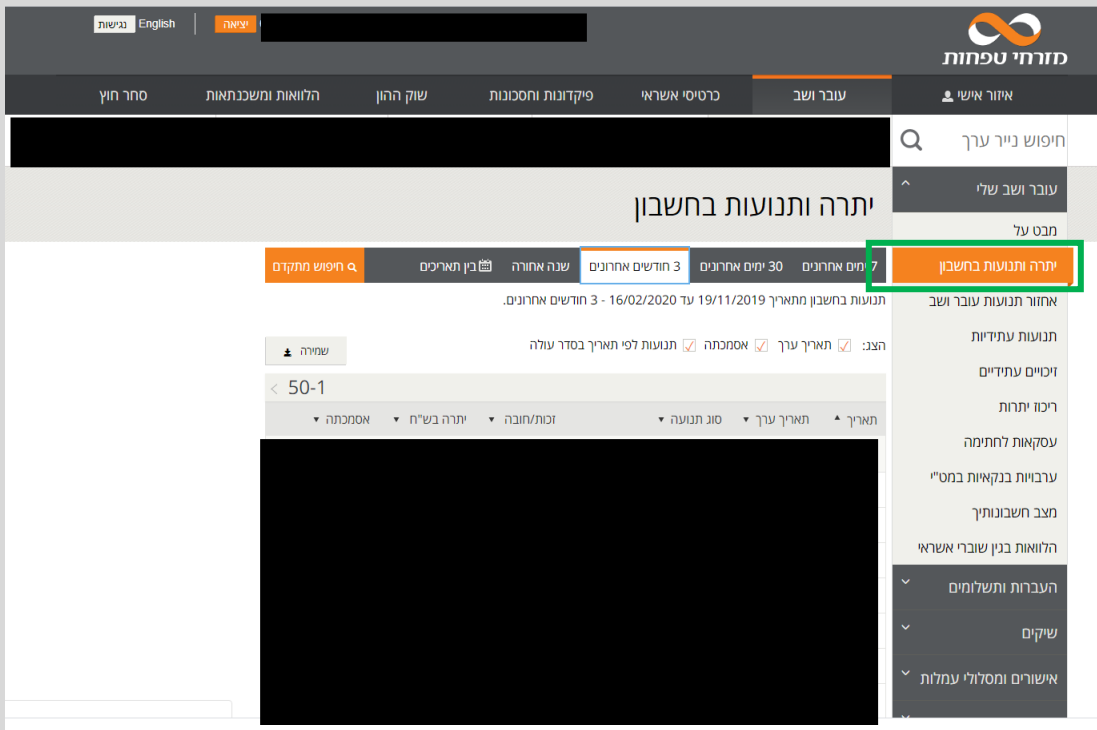 English נגישות
יציאה
מזרחי טפחות
איזור אישי
עובר ושב
כרטיסי אשראי
פיקדונות וחסכונות
שוק ההון
הלוואות ומשכנתאות
סחר חוץ
חיפוש נייר ערך
עובר ושב שלי
מבט על
יתרה ותנועות בחשבון
אחזור תנועות עובר ושב
תנועות עתידיות
זיכויים עתידיים
ריכוז יתרות
עסקאות לחתימה
ערבויות בנקאיות במט"י
מצב חשבונותיך
הלוואות בגין שוברי אשראי
העברות ותשלומים
שיקים
אישורים ומסלולי עמלות
יתרה ותנועות בחשבון
7 ימים אחרונים
30 ימים אחרונים
3 חודשים אחרונים
שנה אחורה
בין תאריכים
חיפוש מתקדם
תנועות בחשבון מתאריך 19/11/2019 עד 16/02/2020 - 3 חודשים אחרונים.
הצג: תאריך ערך אסמכתה תנועות לפי תאריך בסדר עולה
שמירה
50-1
תאריך תאריך ערך סוג תנועה זכות/חובה יתרה בש"ח אסמכתה